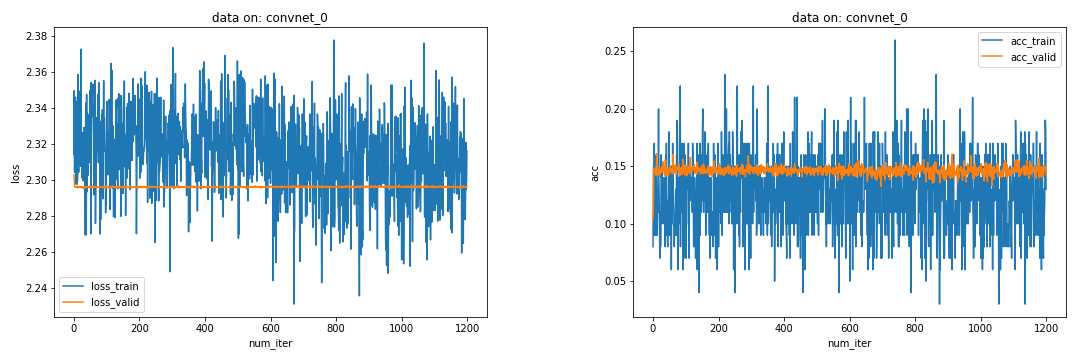 data on: convnet_0
2.38
2.36
2.34
2.32
2.30
2.28
2.26
2.24
loss
loss_train
loss_valid
0 200 400 600 800 1000 1200
num_iter
data on: convnet_0
0.25
0.20
0.15
0.10
0.05
acc
acc_train
acc_valid
0 200 400 600 800 1000 1200
num_iter